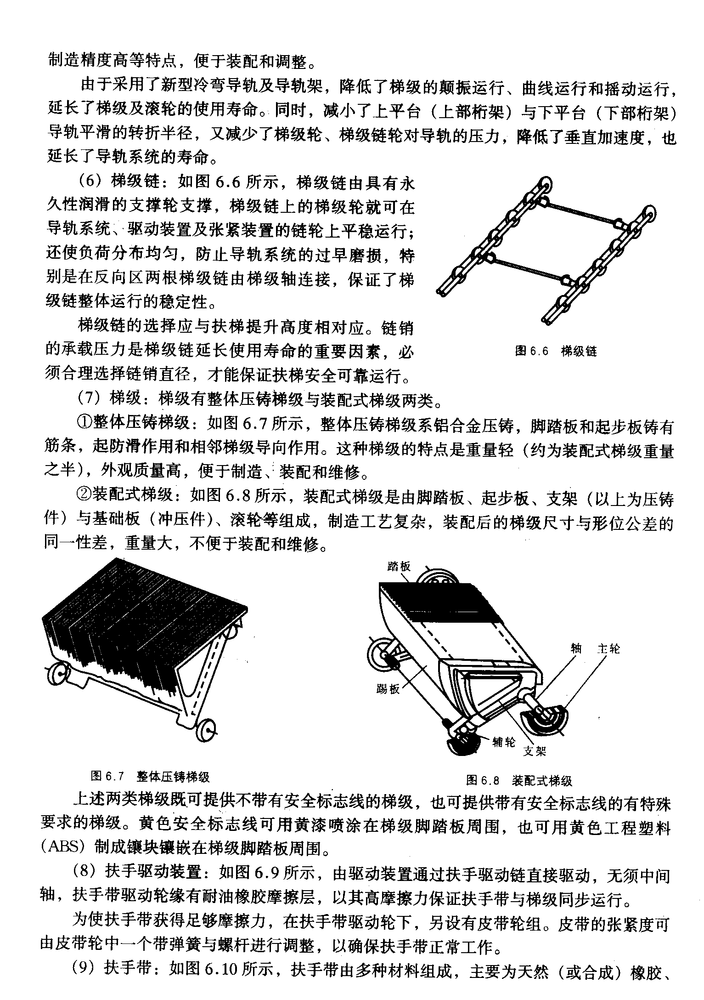 制造精度高等特点，便于装配和调整。
由于采用了新型冷弯导轨及导轨架，降低了梯级的颠振运行、曲线运行和摇动运行，
延长了梯级及滚轮的使用寿命。同时，减小了上平台（上部桁架）与下平台（下部桁架）
导轨平滑的转折半径，又减少了梯级轮、梯级链轮对导轨的压力，降低了垂直加速度，也
延长了导轨系统的寿命。
（6）梯级链：如图 6.6 所示，梯级链由具有永
久性润滑的支撑轮支撑，梯级链上的梯级轮就可在
导轨系统、驱动装置及张紧装置的链轮上平稳运行；
还使负荷分布均匀，防止导轨系统的过早磨损，特
别是在反向区两根梯级链由梯级轴连接，保证了梯
级链整体运行的稳定性。
梯级链的选择应与扶梯提升高度相对应。链销
的承载压力是梯级链延长使用寿命的重要因素，必
须合理选择链销直径，才能保证扶梯安全可靠运行。
图 6.6 梯级链
（7）梯级：梯级有整体压铸梯级与装配式梯级两类。
①整体压铸梯级：如图 6.7 所示，整体压铸梯级系铝合金压铸，脚踏板和起步板铸有
筋条，起防滑作用和相邻梯级导向作用。这种梯级的特点是重量轻（约为装配式梯级重量
之半），外观质量高，便于制造、装配和维修。
②装配式梯级：如图 6.8 所示，装配式梯级是由脚踏板、起步板、支架（以上为压铸
件）与基础板（冲压件）、滚轮等组成，制造工艺复杂，装配后的梯级尺寸与形位公差的
同一性差，重量大，不便于装配和维修。
踏板
轴 主轮
踢板
辅轮
支架
图 6.7 整体压铸梯级
图 6.8 装配式梯级
上述两类梯级既可提供不带有安全标志线的梯级，也可提供带有安全标志线的有特殊
要求的梯级。黄色安全标志线可用黄漆喷涂在梯级脚踏板周围，也可用黄色工程塑料
（ABS）制成镶块镶嵌在梯级脚踏板周围。
（8）扶手驱动装置：如图 6.9 所示，由驱动装置通过扶手驱动链直接驱动，无须中间
轴，扶手带驱动轮缘有耐油橡胶摩擦层，以其高摩擦力保证扶手带与梯级同步运行。
为使扶手带获得足够摩擦力，在扶手带驱动轮下，另设有皮带轮组。皮带的张紧度可
由皮带轮中一个带弹簧与螺杆进行调整，以确保扶手带正常工作。
（9）扶手带：如图 6.10 所示，扶手带由多种材料组成，主要为天然（或合成）橡胶、